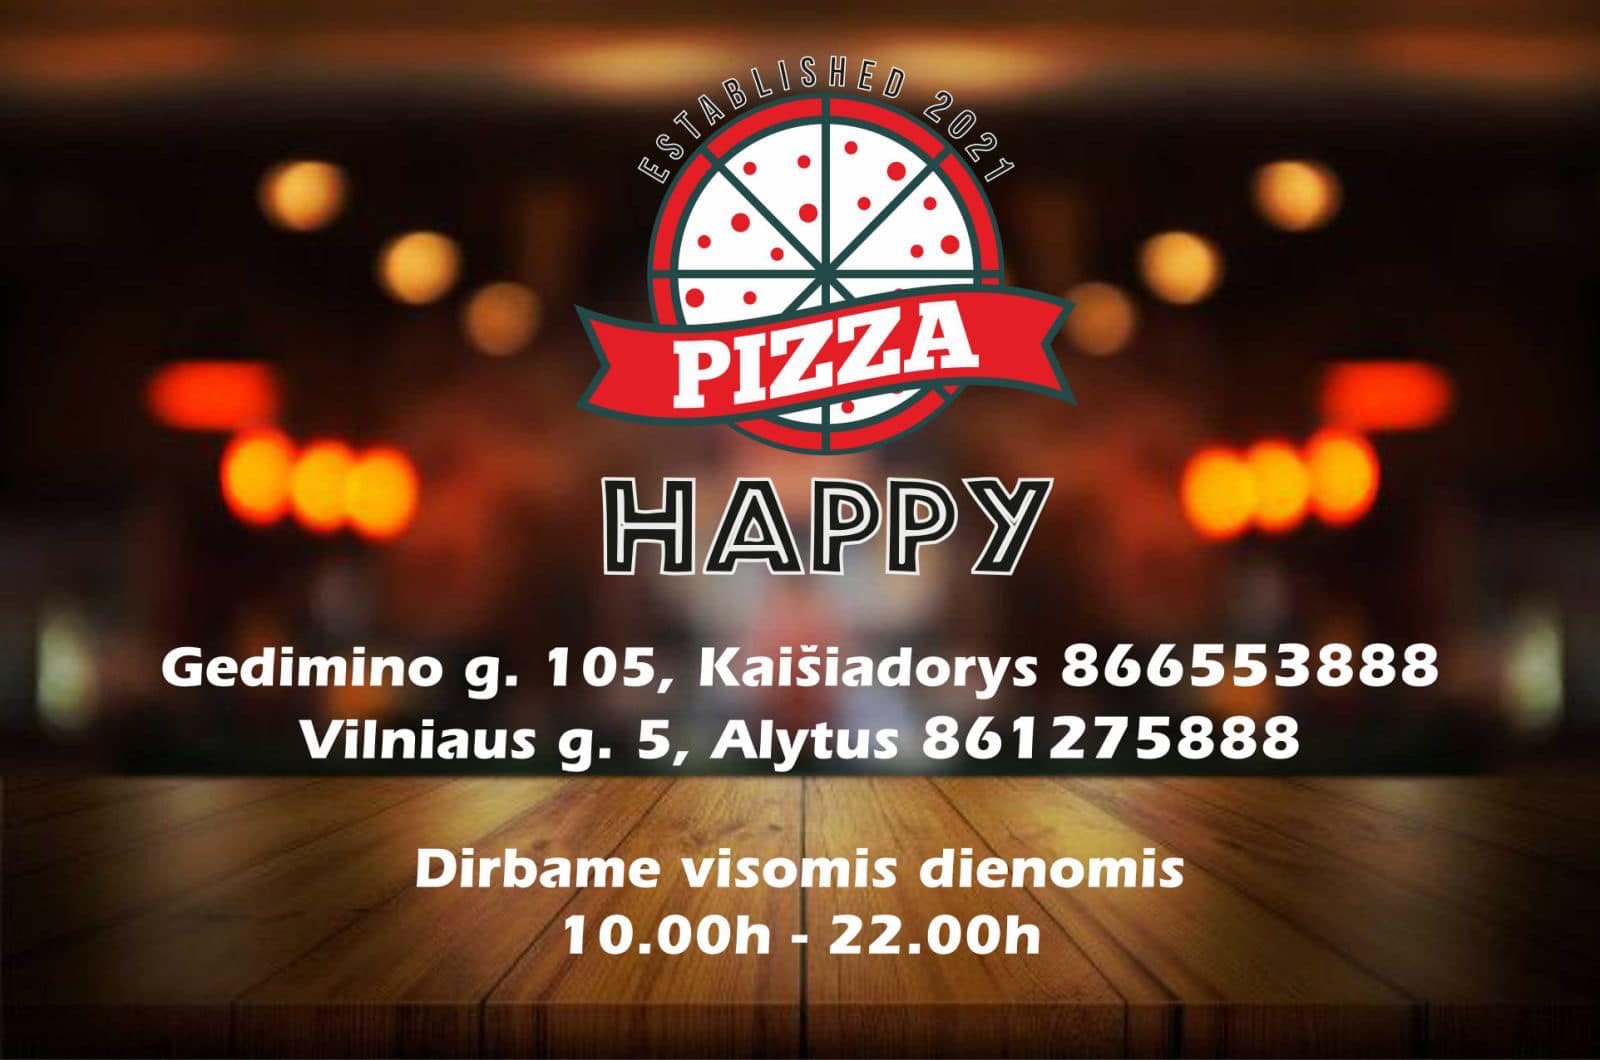 ESTABLISHED 2021
PIZZA
HAPPY
Gedimino g. 105, Kaišiadorys 866553888
Vilniaus g. 5, Alytus 861275888
Dirbame visomis dienomis
10.00h - 22.00h